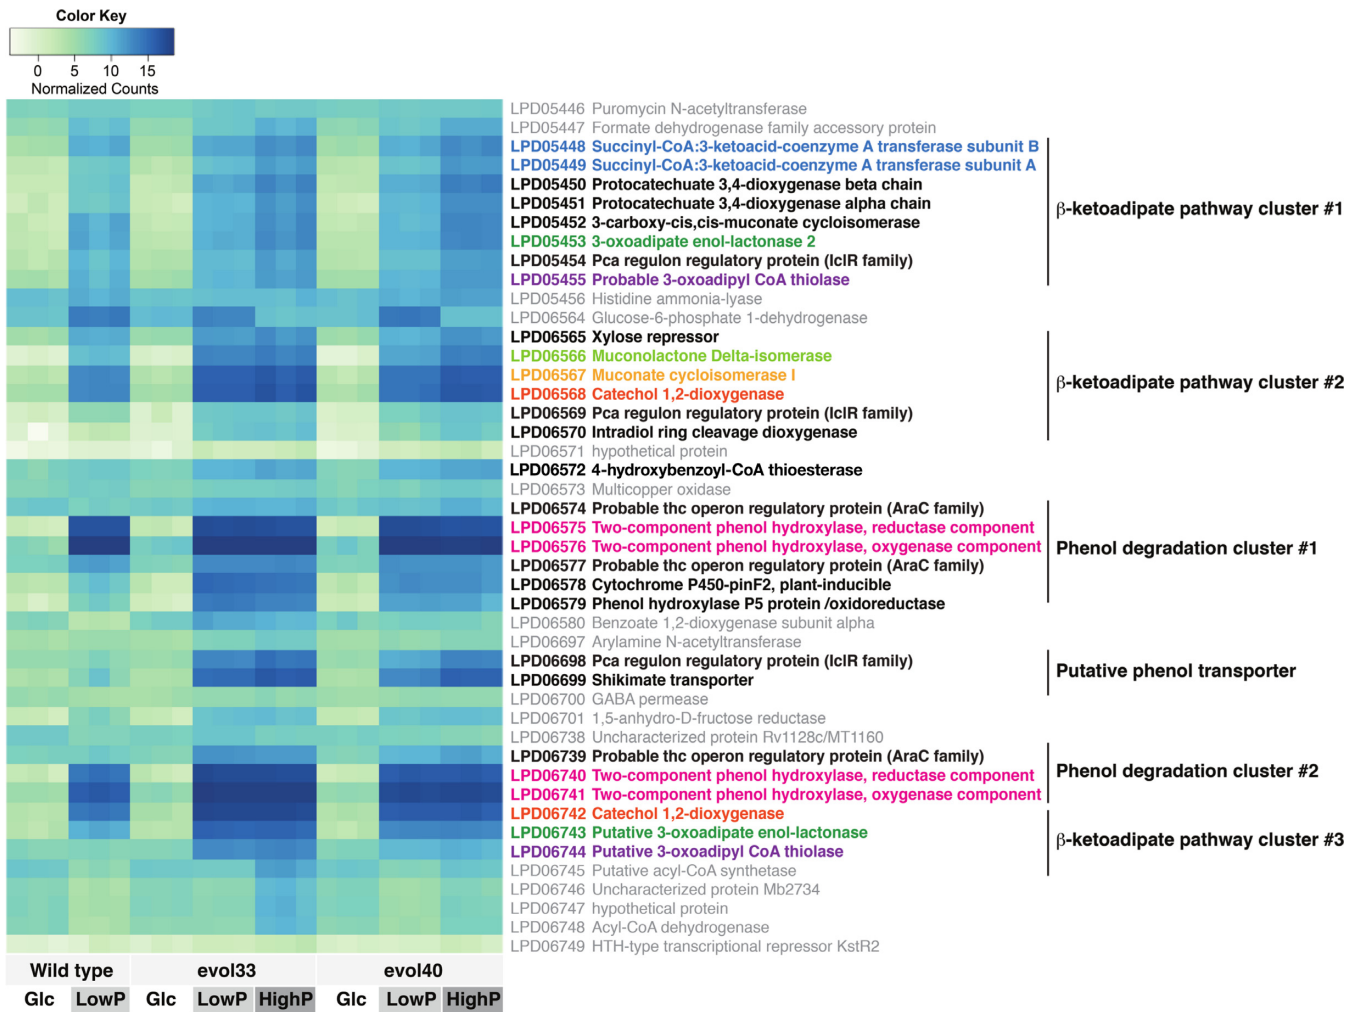 Color Key
0 5 10 15
Normalized Counts
LPD05446 Puromycin N-acetyltransferase
LPD05447 Formate dehydrogenase family accessory protein
LPD05448 Succinyl-CoA:3-ketoacid-coenzyme A transferase subunit B
LPD05449 Succinyl-CoA:3-ketoacid-coenzyme A transferase subunit A
LPD05450 Protocatechuate 3,4-dioxygenase beta chain
LPD05451 Protocatechuate 3,4-dioxygenase alpha chain
β-ketoadipate pathway cluster #1
LPD05452 3-carboxy-cis,cis-muconate cycloisomerase
LPD05453 3-oxoadipate enol-lactonase 2
LPD05454 Pca regulon regulatory protein (IclR family)
LPD05455 Probable 3-oxoadipyl CoA thiolase
LPD05456 Histidine ammonia-lyase
LPD06564 Glucose-6-phosphate 1-dehydrogenase
LPD06565 Xylose repressor
LPD06566 Muconolactone Delta-isomerase
LPD06567 Muconate cycloisomerase I
β-ketoadipate pathway cluster #2
LPD06568 Catechol 1,2-dioxygenase
LPD06569 Pca regulon regulatory protein (IclR family)
LPD06570 Intradiol ring cleavage dioxygenase
LPD06571 hypothetical protein
LPD06572 4-hydroxybenzoyl-CoA thioesterase
LPD06573 Multicopper oxidase
LPD06574 Probable thc operon regulatory protein (AraC family)
LPD06575 Two-component phenol hydroxylase, reductase component
LPD06576 Two-component phenol hydroxylase, oxygenase component
Phenol degradation cluster #1
LPD06577 Probable thc operon regulatory protein (AraC family)
LPD06578 Cytochrome P450-pinF2, plant-inducible
LPD06579 Phenol hydroxylase P5 protein /oxidoreductase
LPD06580 Benzoate 1,2-dioxygenase subunit alpha
LPD06697 Arylamine N-acetyltransferase
LPD06698 Pca regulon regulatory protein (IclR family)
Putative phenol transporter
LPD06699 Shikimate transporter
LPD06700 GABA permease
LPD06701 1,5-anhydro-D-fructose reductase
LPD06738 Uncharacterized protein Rv1128c/MT1160
LPD06739 Probable thc operon regulatory protein (AraC family)
Phenol degradation cluster #2
LPD06740 Two-component phenol hydroxylase, reductase component
LPD06741 Two-component phenol hydroxylase, oxygenase component
LPD06742 Catechol 1,2-dioxygenase
LPD06743 Putative 3-oxoadipate enol-lactonase
β-ketoadipate pathway cluster #3
LPD06744 Putative 3-oxoadipyl CoA thiolase
LPD06745 Putative acyl-CoA synthetase
LPD06746 Uncharacterized protein Mb2734
LPD06747 hypothetical protein
LPD06748 Acyl-CoA dehydrogenase
LPD06749 HTH-type transcriptional repressor KstR2
Wild type evol33 evol40
Glc LowP Glc LowP HighP Glc LowP HighP